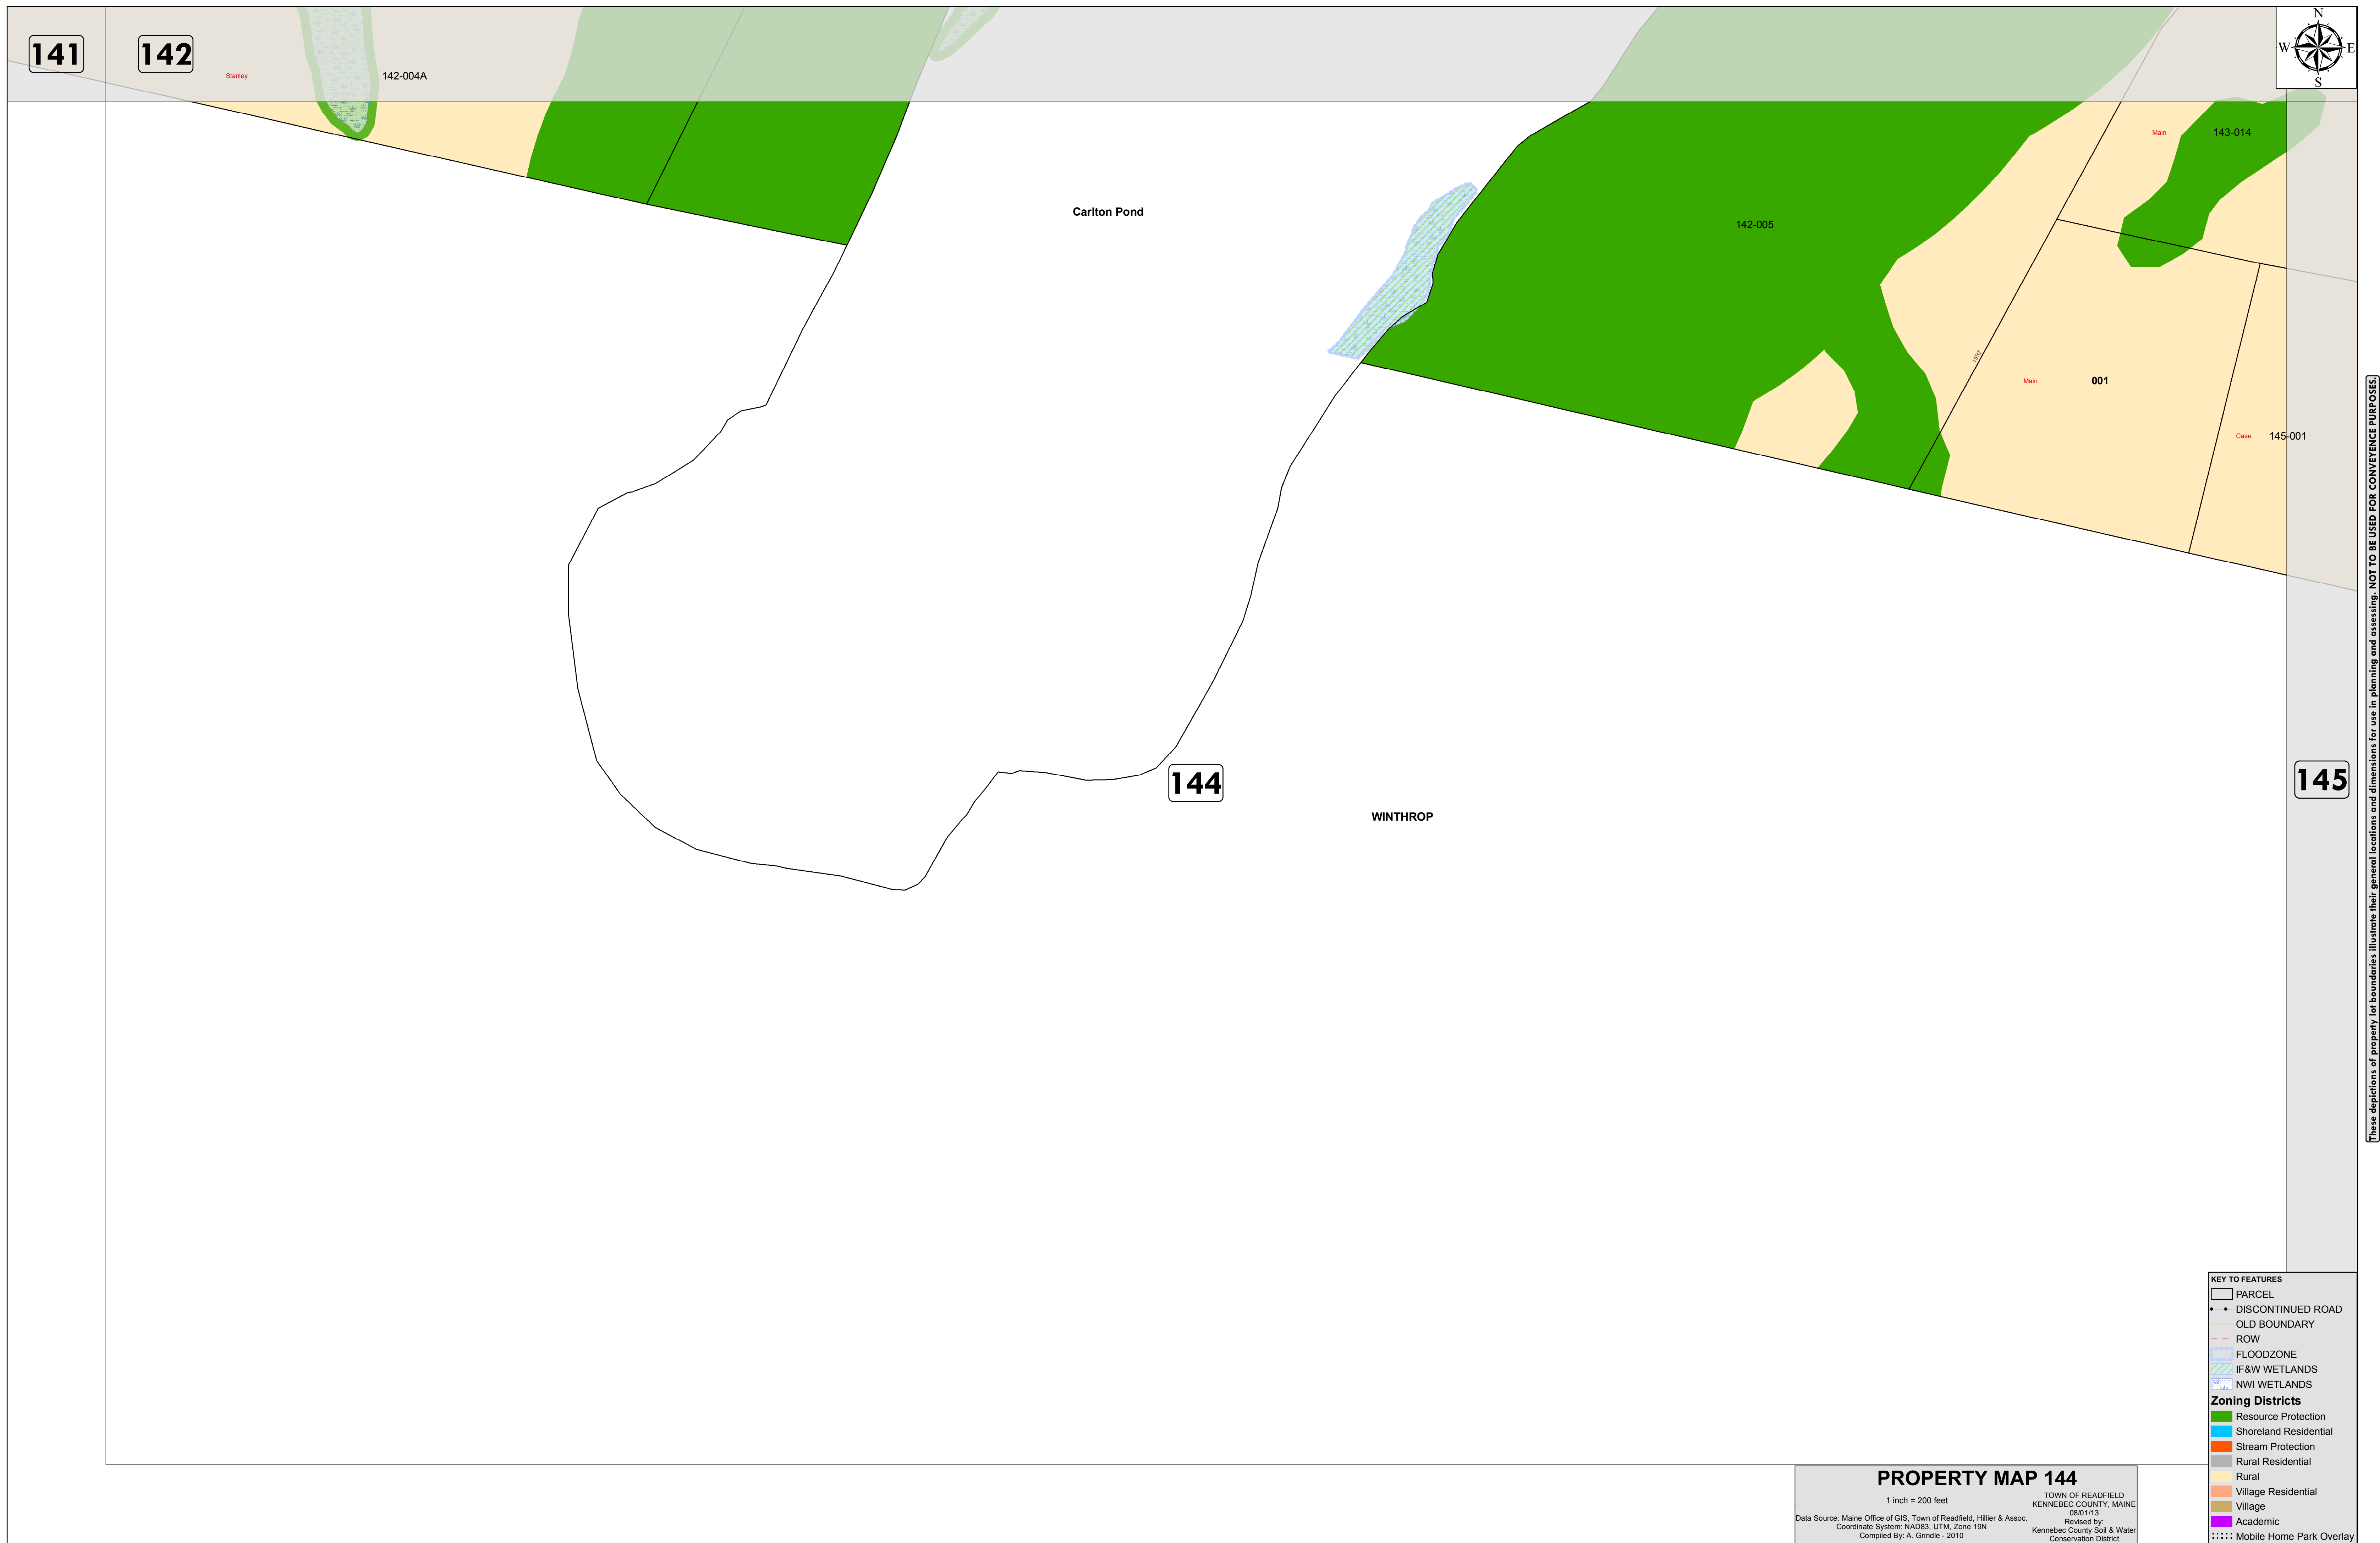 141
142
Stanley
142-004A
N
W
E
S
Main
143-014
Carlton Pond
142-005
1550'
Main
001
Case
145-001
144
WINTHROP
145
These depictions of property lot boundaries illustrate their general locations and dimensions for use in planning and assessing. NOT TO BE USED FOR CONVEYENCE PURPOSES.
KEY TO FEATURES
PARCEL
DISCONTINUED ROAD
OLD BOUNDARY
ROW
FLOODZONE
IF&W WETLANDS
NWI WETLANDS
Zoning Districts
Resource Protection
Shoreland Residential
Stream Protection
Rural Residential
Rural
Village Residential
Village
Academic
Mobile Home Park Overlay
PROPERTY MAP 144
1 inch = 200 feet
Data Source: Maine Office of GIS, Town of Readfield, Hillier & Assoc.
Coordinate System: NAD83, UTM, Zone 19N
Compiled By: A. Grindle - 2010
TOWN OF READFIELD
KENNEBEC COUNTY, MAINE
08/01/13
Revised by:
Kennebec County Soil & Water
Conservation District